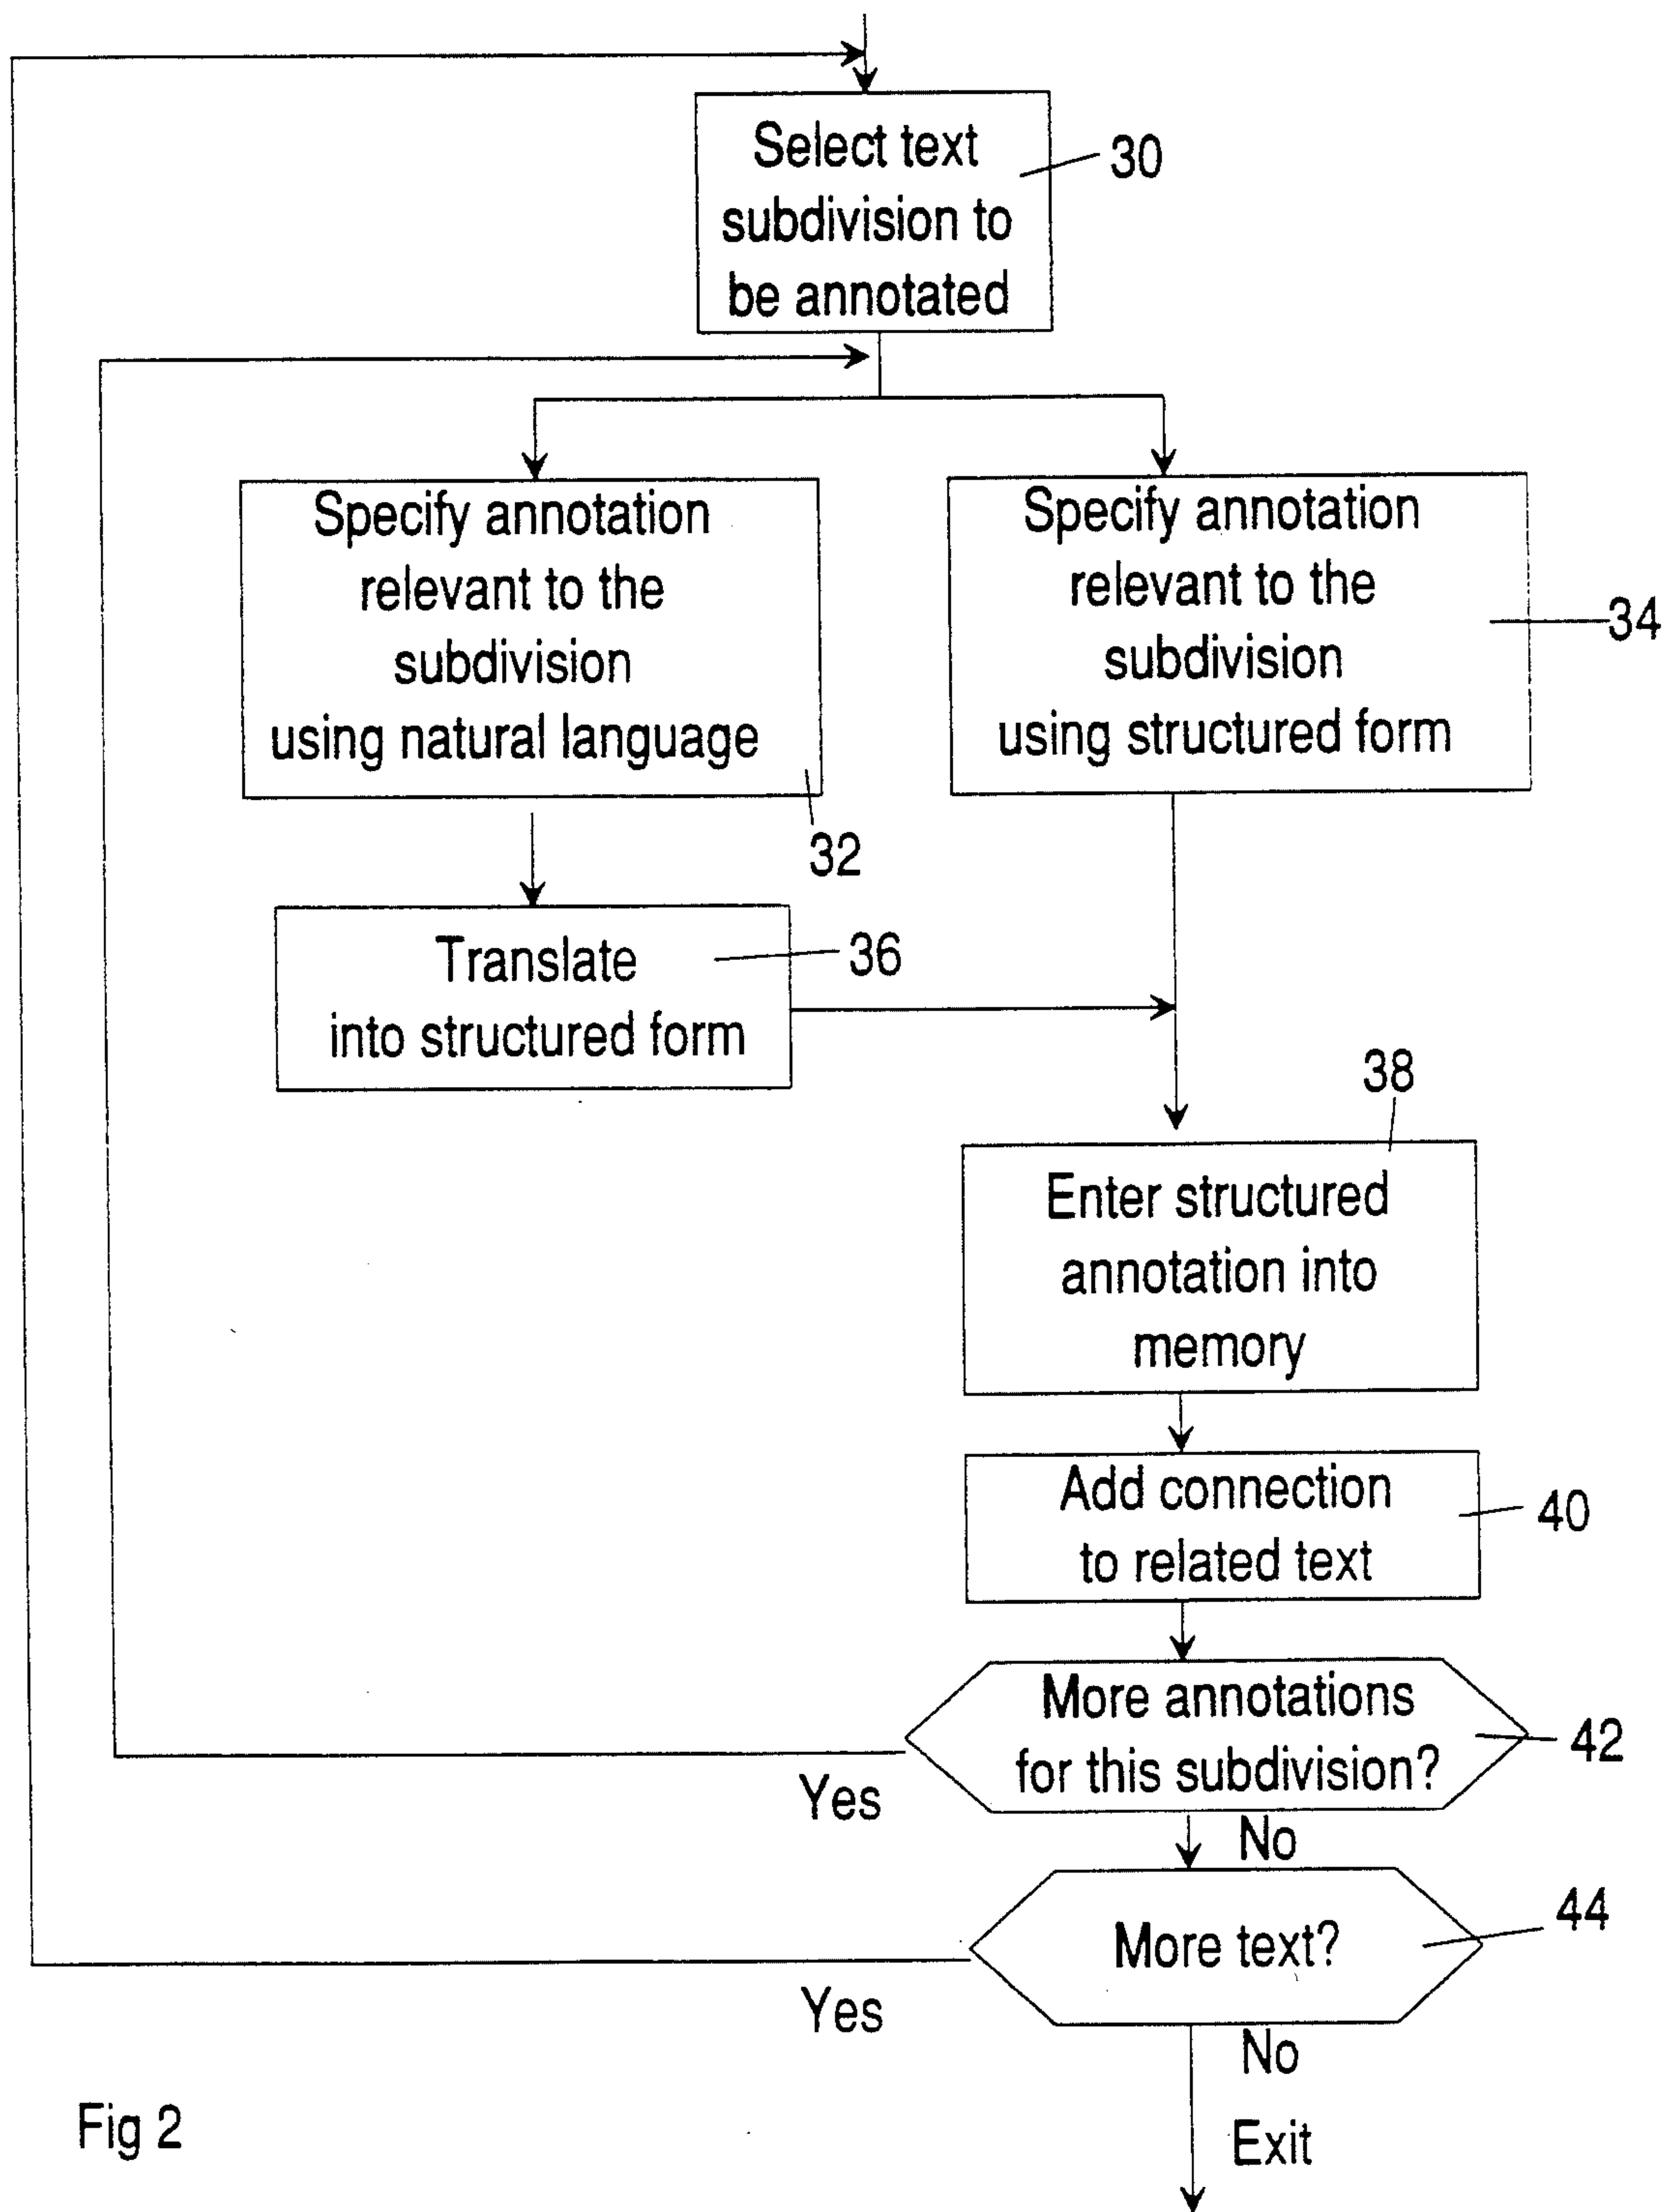 Select text
subdivision to
be annotated
30
Specify annotation
relevant to the
subdivision
using natural language
32
Specify annotation
relevant to the
subdivision
using structured form
34
Translate
into structured form
36
38
Enter structured
annotation into
memory
Add connection
to related text
40
More annotations
for this subdivision?
42
Yes
No
More text?
44
Yes
No
Exit
Fig 2